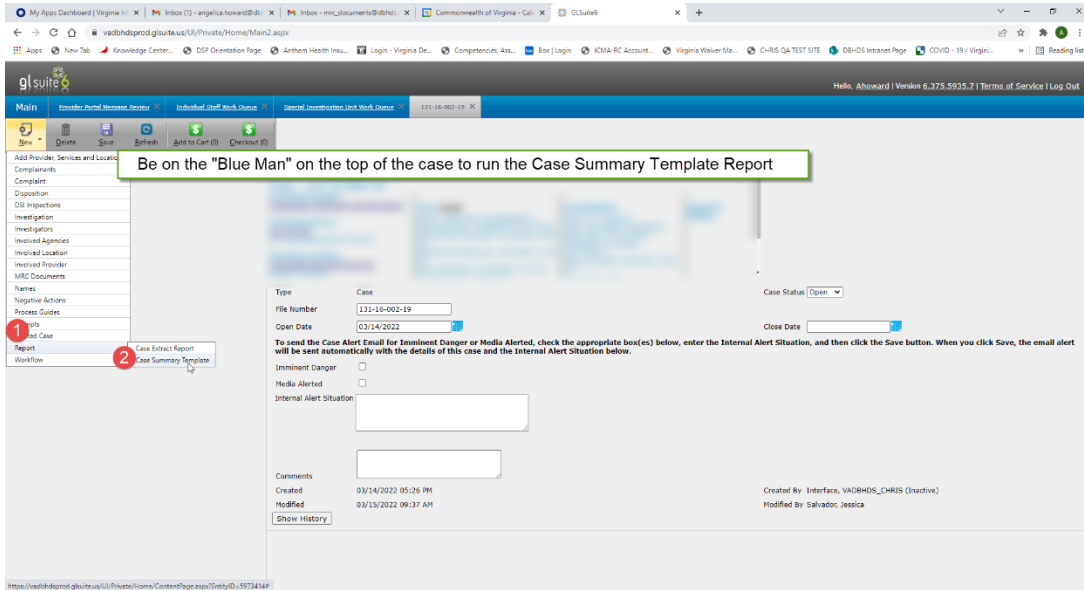 My Apps Dashboard | Virginia Int
Inbox (1) - angelica.howard@dbh
Inbox - mrc_documents@dbhds
Commonwealth of Virginia - Cale
GLSuite6
vadbhdsprod.glsuite.us/UI/Private/Home/Main2.aspx
Apps New Tab Knowledge Center... DSP Orientation Page Anthem Health Insu... Login - Virginia De... Competencies, Ass... Box | Login ICMA-RC Account... Virginia Waiver Ma... CHRIS QA TEST SITE DBHDS Intranet Page COVID - 19 / Virgini... » Reading list
glsuite 6
Hello, Ahoward | Version 6.375.5935.7 | Terms of Service | Log Out
Main Provider Portal Message Review Individual Staff Work Queue Special Investigation Unit Work Queue 131-16-002-19
New Delete Save Refresh Add to Cart (0) Checkout (0)
Be on the "Blue Man" on the top of the case to run the Case Summary Template Report
Add Provider, Services and Locatio
Complainants
Complaint
Disposition
DSI Inspections
Investigation
Investigators
Involved Agencies
Involved Location
Involved Provider
MRC Documents
Names
Negative Actions
Process Guides
1
Report
Workflow
Case Extract Report
2 Case Summary Template
Type Case Case Status Open
File Number 131-16-002-19
Open Date 03/14/2022 Close Date
To send the Case Alert Email for Imminent Danger or Media Alerted, check the appropriate box(es) below, enter the Internal Alert Situation, and then click the Save button. When you click Save, the email alert
will be sent automatically with the details of this case and the Internal Alert Situation below.
Imminent Danger
Media Alerted
Internal Alert Situation
Comments
Created 03/14/2022 05:26 PM Created By Interface, VADBHDS_CHRIS (Inactive)
Modified 03/15/2022 09:37 AM Modified By Salvador, Jessica
Show History
https://vadbhdsprod.glsuite.us/UI/Private/Home/ContentPage.aspx?EntityID=5973414#